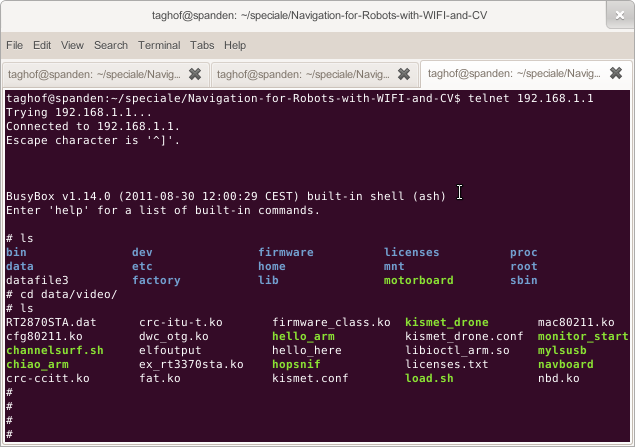 taghof@spanden: ~/speciale/Navigation-for-Robots-with-WIFI-and-CV
File Edit View Search Terminal Tabs Help
taghof@spanden: ~/speciale/Navig... taghof@spanden: ~/speciale/Navig... taghof@spanden: ~/speciale/Navig...
taghof@spanden:~/speciale/Navigation-for-Robots-with-WIFI-and-CV$ telnet 192.168.1.1
Trying 192.168.1.1...
Connected to 192.168.1.1.
Escape character is '^]'.
BusyBox v1.14.0 (2011-08-30 12:00:29 CEST) built-in shell (ash)
Enter 'help' for a list of built-in commands.
# ls
bin dev firmware licenses proc
data etc home mnt root
datafile3 factory lib motorboard sbin
# cd data/video/
# ls
RT2870STA.dat crc-itu-t.ko firmware_class.ko kismet_drone mac80211.ko
cfg80211.ko dwc_otg.ko hello_arm kismet_drone.conf monitor_start
channelsurf.sh elfoutput hello_here libioctl_arm.so mylsusb
chiao_arm ex_rt3370sta.ko hopsnif licenses.txt navboard
crc-ccitt.ko fat.ko kismet.conf load.sh nbd.ko
#
#
#
#